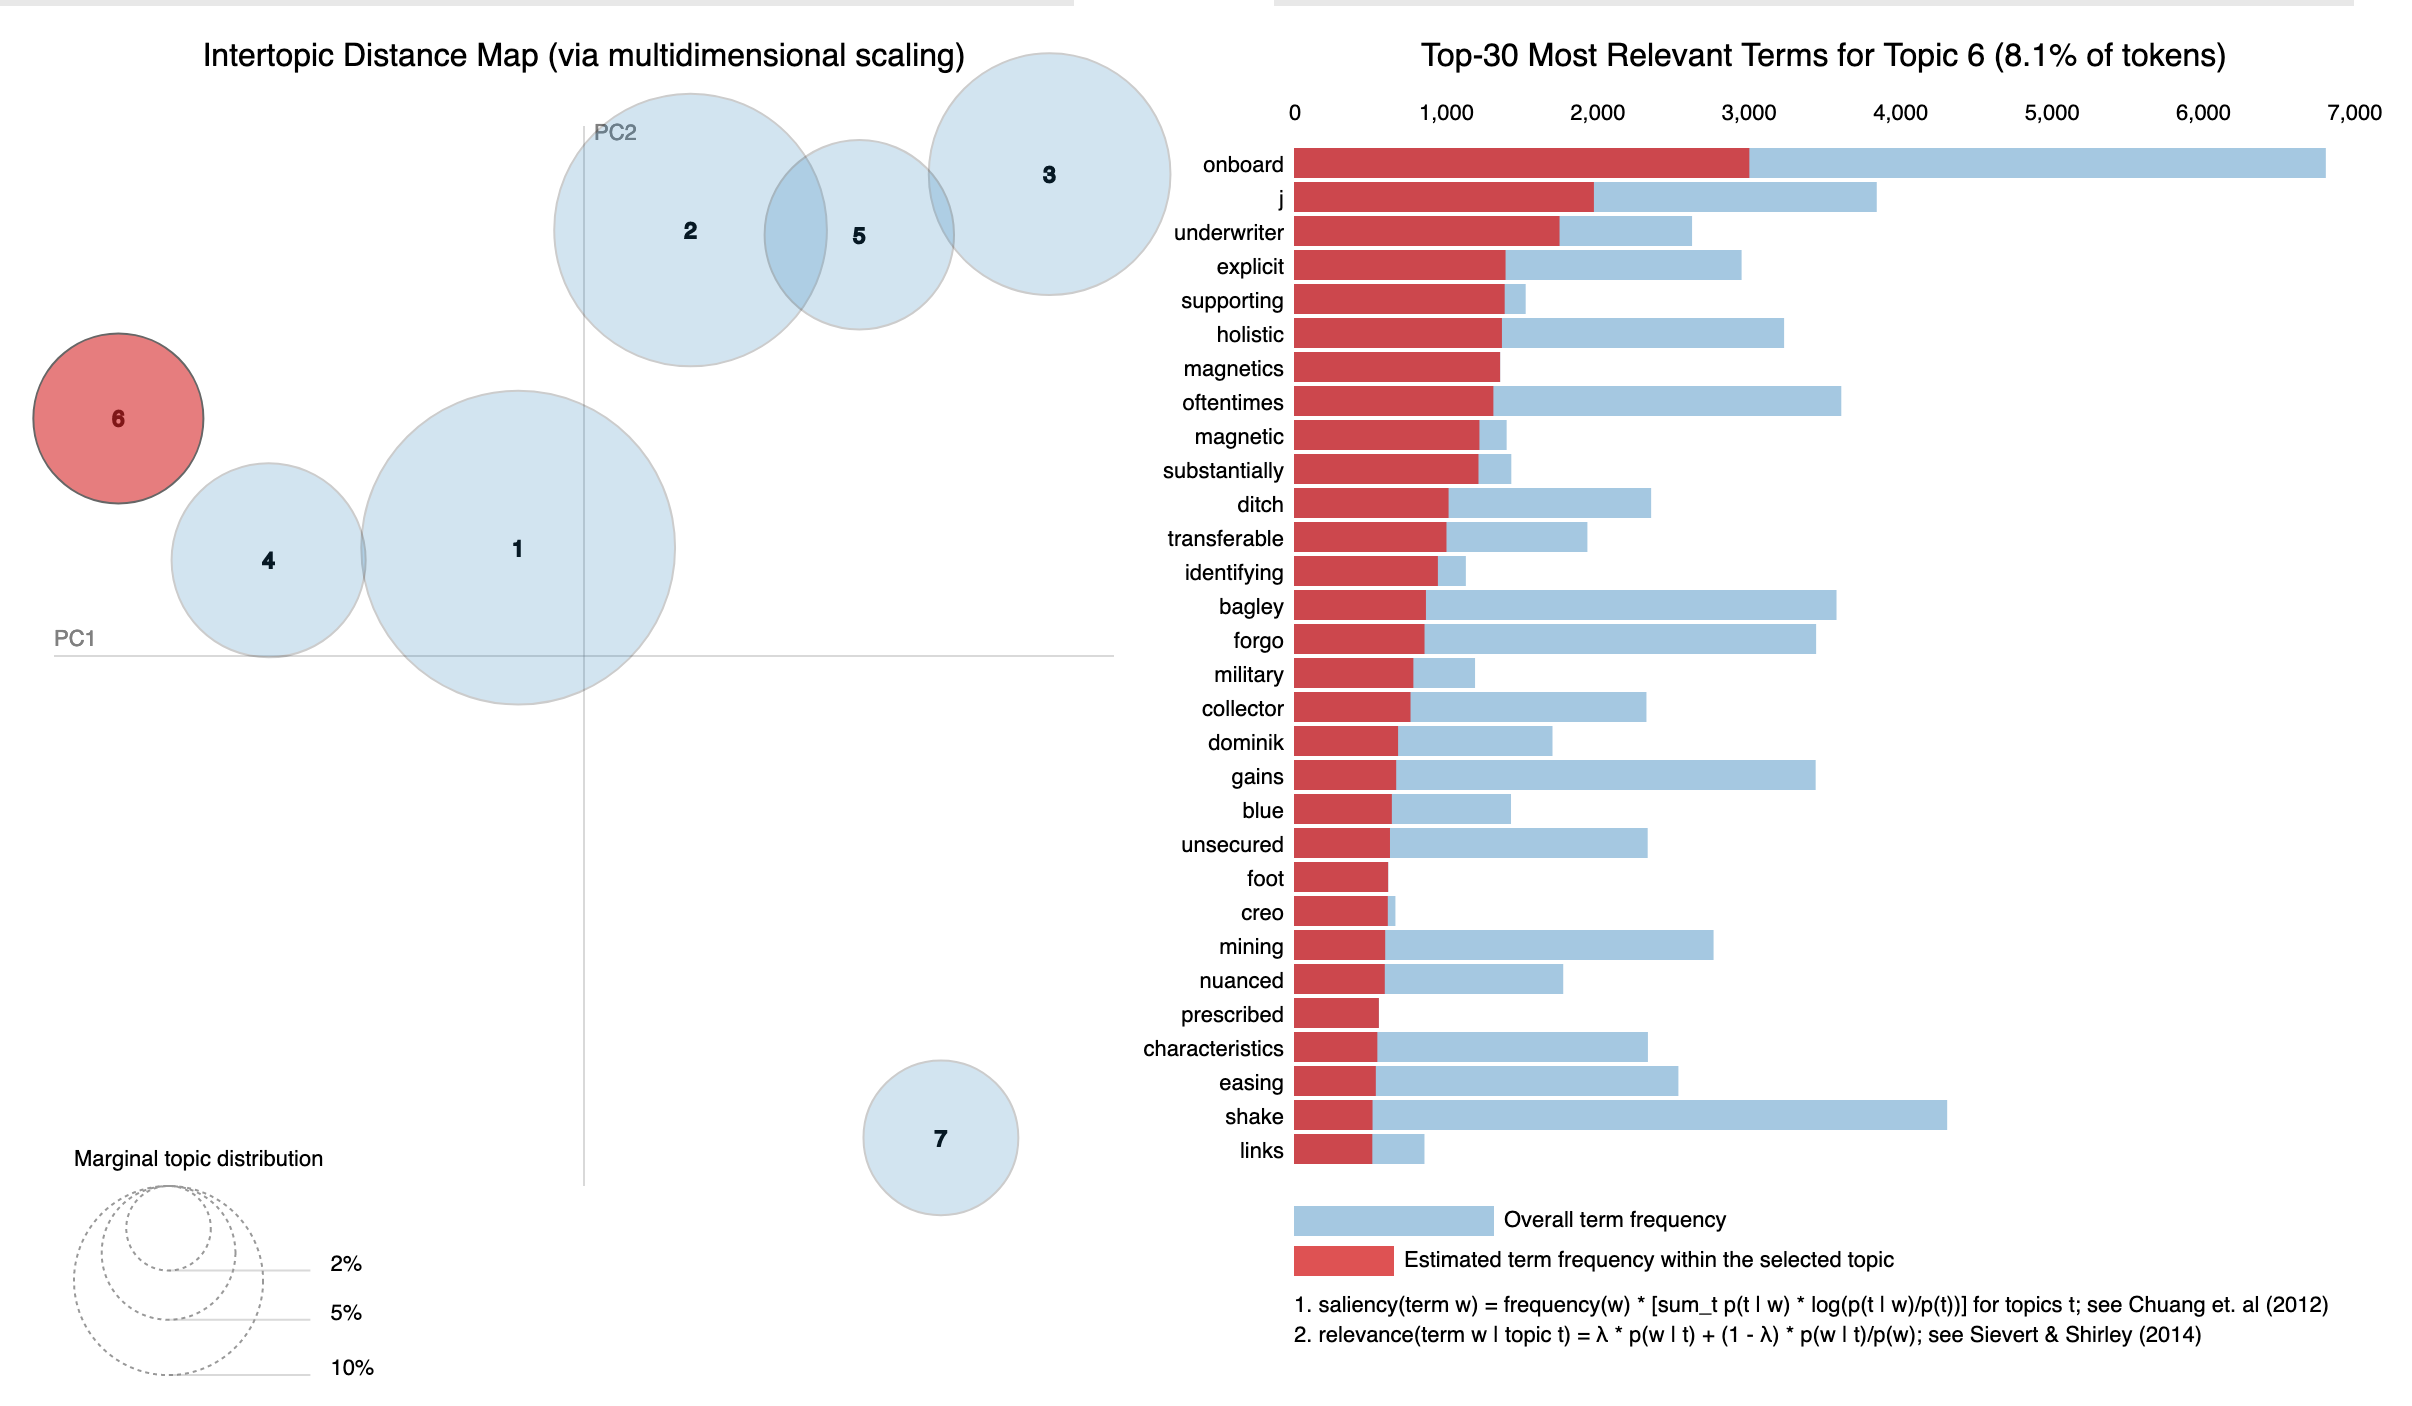 Intertopic Distance Map (via multidimensional scaling)
PC2
3
2
5
6
1
4
PC1
7
Marginal topic distribution
2%
5%
10%
Top-30 Most Relevant Terms for Topic 6 (8.1% of tokens)
0 1,000 2,000 3,000 4,000 5,000 6,000 7,000
onboard
j
underwriter
explicit
supporting
holistic
magnetics
oftentimes
magnetic
substantially
ditch
transferable
identifying
bagley
forgo
military
collector
dominik
gains
blue
unsecured
foot
creo
mining
nuanced
prescribed
characteristics
easing
shake
links
Overall term frequency
Estimated term frequency within the selected topic
1. saliency(term w) = frequency(w) * [sum_t p(t | w) * log(p(t | w)/p(t))] for topics t; see Chuang et. al (2012)
2. relevance(term w | topic t) = λ * p(w | t) + (1 - λ) * p(w | t)/p(w); see Sievert & Shirley (2014)